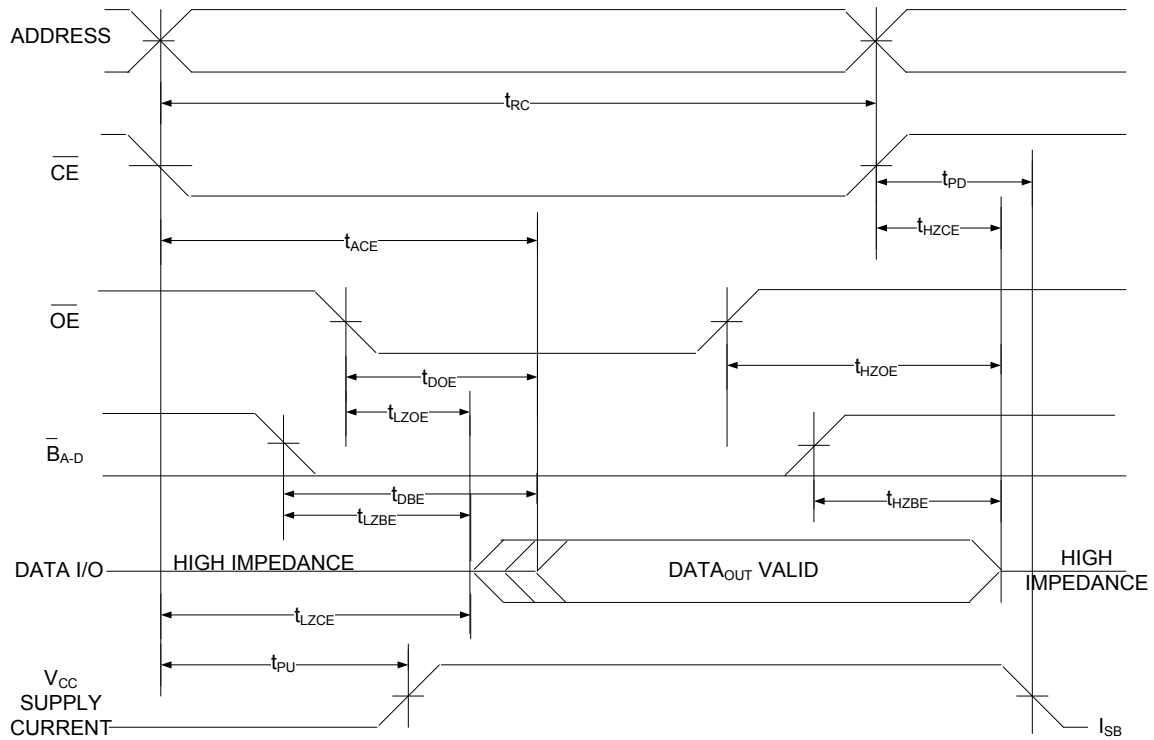 ADDRESS
tRC
CE
tPD
tHZCE
tACE
OE
tDOE
tHZOE
tLZOE
BA-D
tDBE
tHZBE
tLZBE
DATA I/O
HIGH IMPEDANCE
DATAOUT VALID
HIGH
IMPEDANCE
tLZCE
tPU
VCC
SUPPLY
CURRENT
ISB